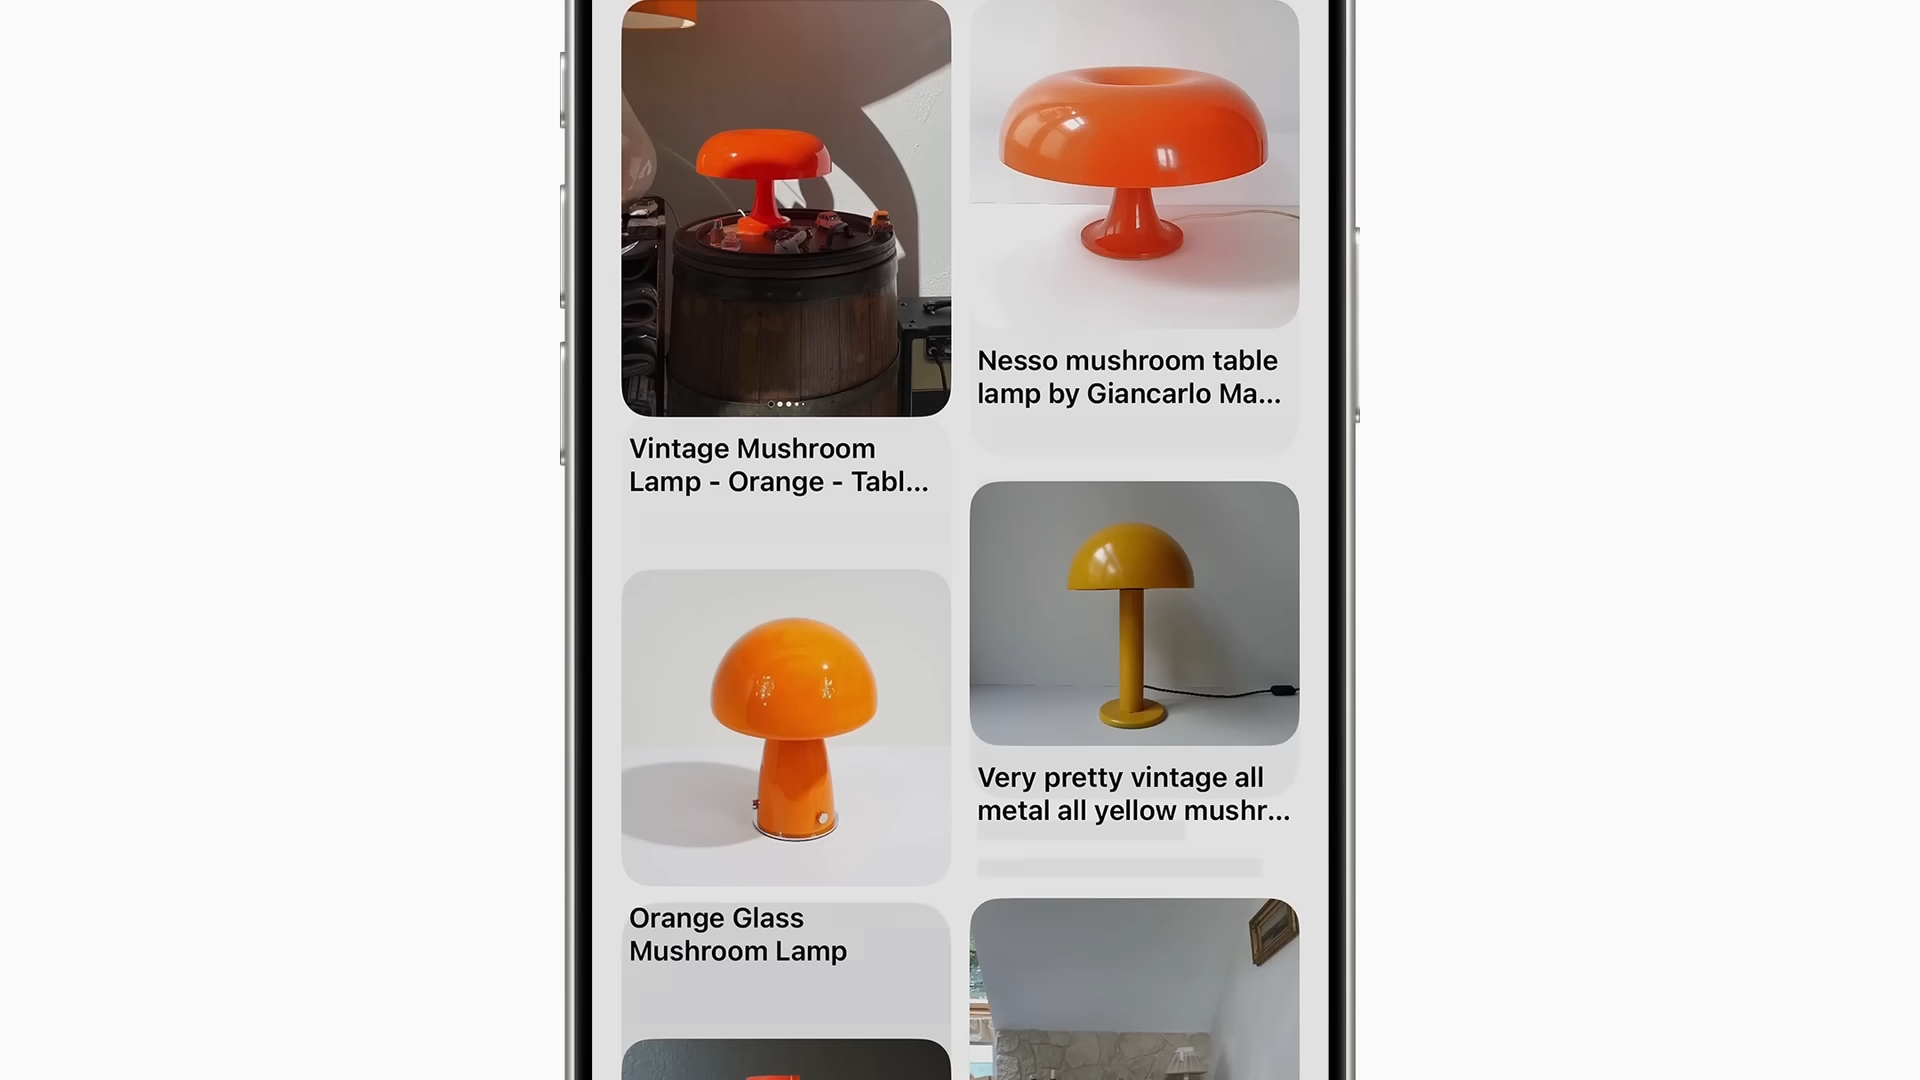 Vintage Mushroom
Lamp - Orange - Tabl...
Nesso mushroom table
lamp by Giancarlo Ma...
Orange Glass
Mushroom Lamp
Very pretty vintage all
metal all yellow mushr...